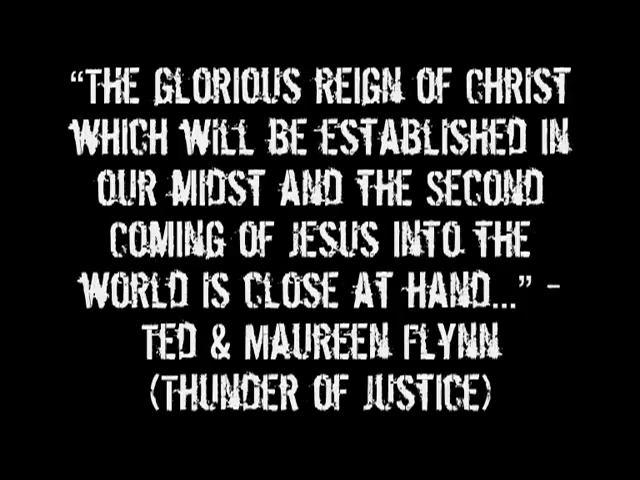 “THE GLORIOUS REIGN OF CHRIST
WHICH WILL BE ESTABLISHED IN
OUR MIDST AND THE SECOND
COMING OF JESUS INTO THE
WORLD IS CLOSE AT HAND...” -
TED & MAUREEN FLYNN
(THUNDER OF JUSTICE)